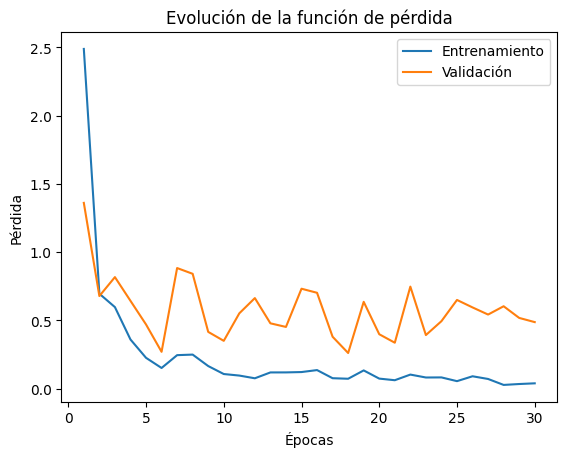 Evolución de la función de pérdida
Entrenamiento
Validación
Pérdida
2.5
2.0
1.5
1.0
0.5
0.0
0 5 10 15 20 25 30
Épocas